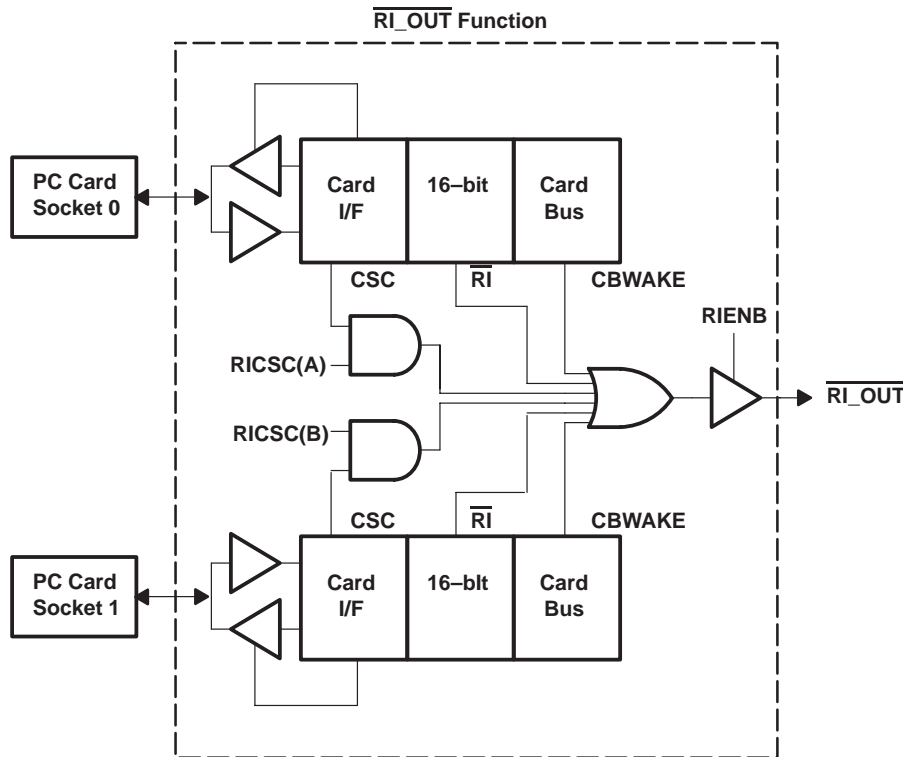 RI_OUT Function
PC Card
Socket 0
Card
I/F
16–bit
Card
Bus
CSC
RI
CBWAKE
RIENB
RICSC(A)
RI_OUT
RICSC(B)
CSC
RI
CBWAKE
PC Card
Socket 1
Card
I/F
16–blt
Card
Bus